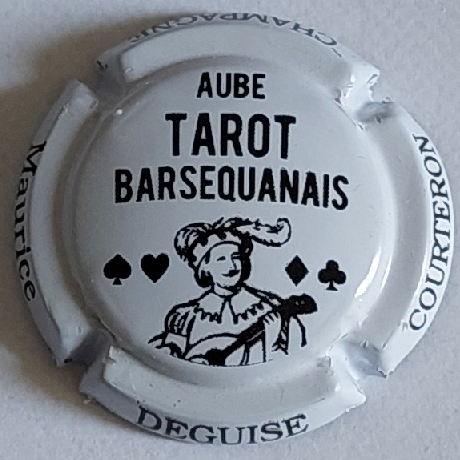 AUBE
TAROT
BARSEQUANAIS
CHAMPAGNE
Maurice
DEGUISE
COURTERON